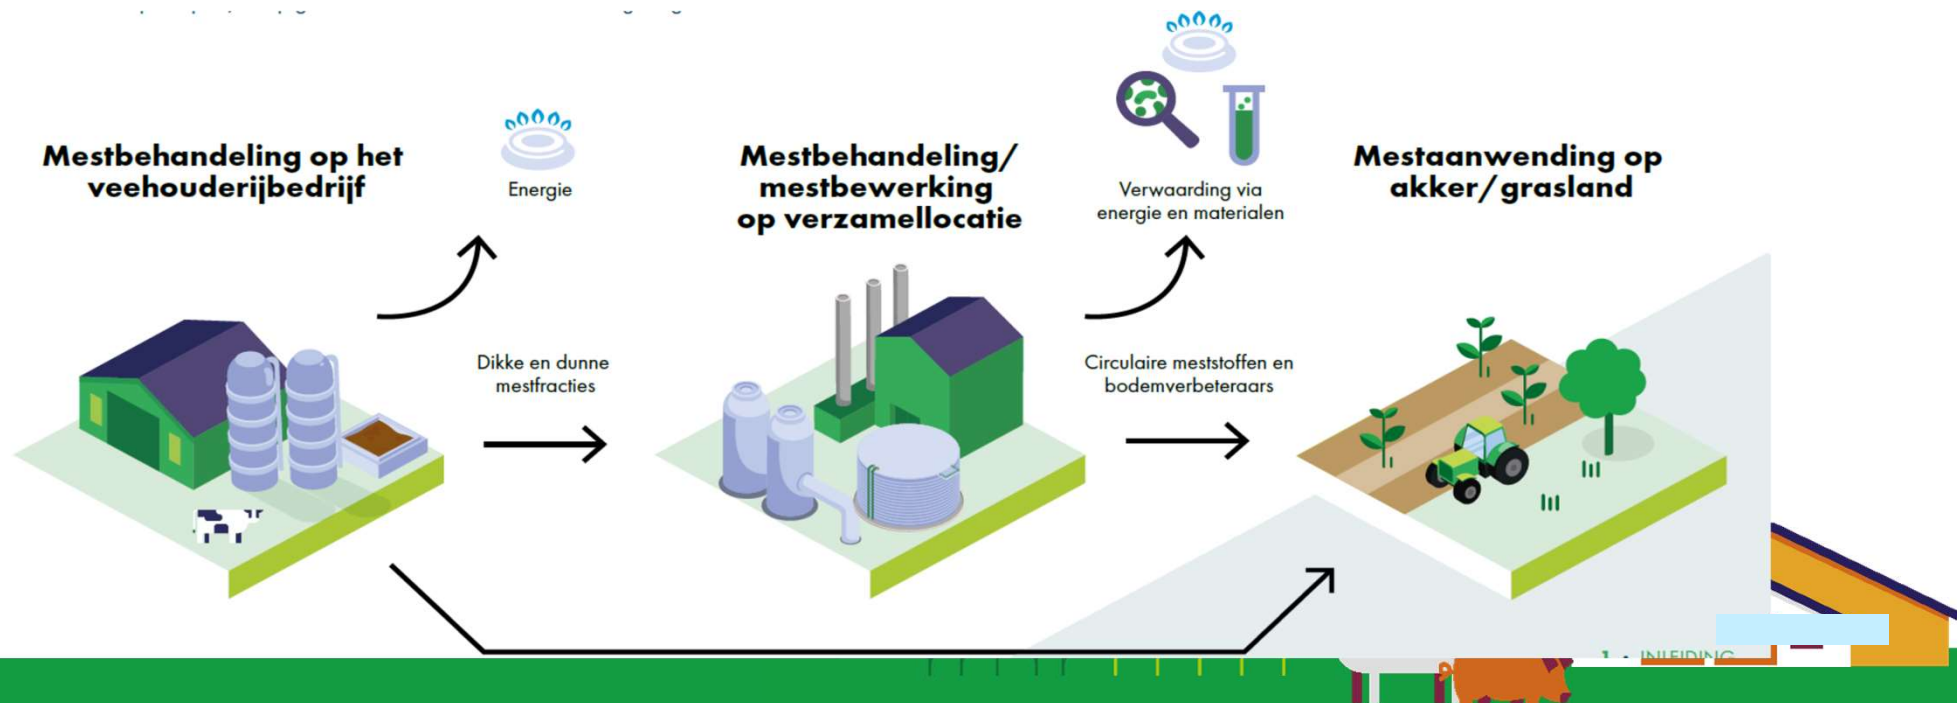 Mestbehandeling op het
veehouderijbedrijf
Energie
Dikke en dunne
mestfracties
Mestbehandeling/
mestbewerking
op verzamellocatie
Verwaarding via
energie en materialen
Circulaire meststoffen en
bodemverbeteraars
Mestaanwending op
akker/grasland
INLEIDING